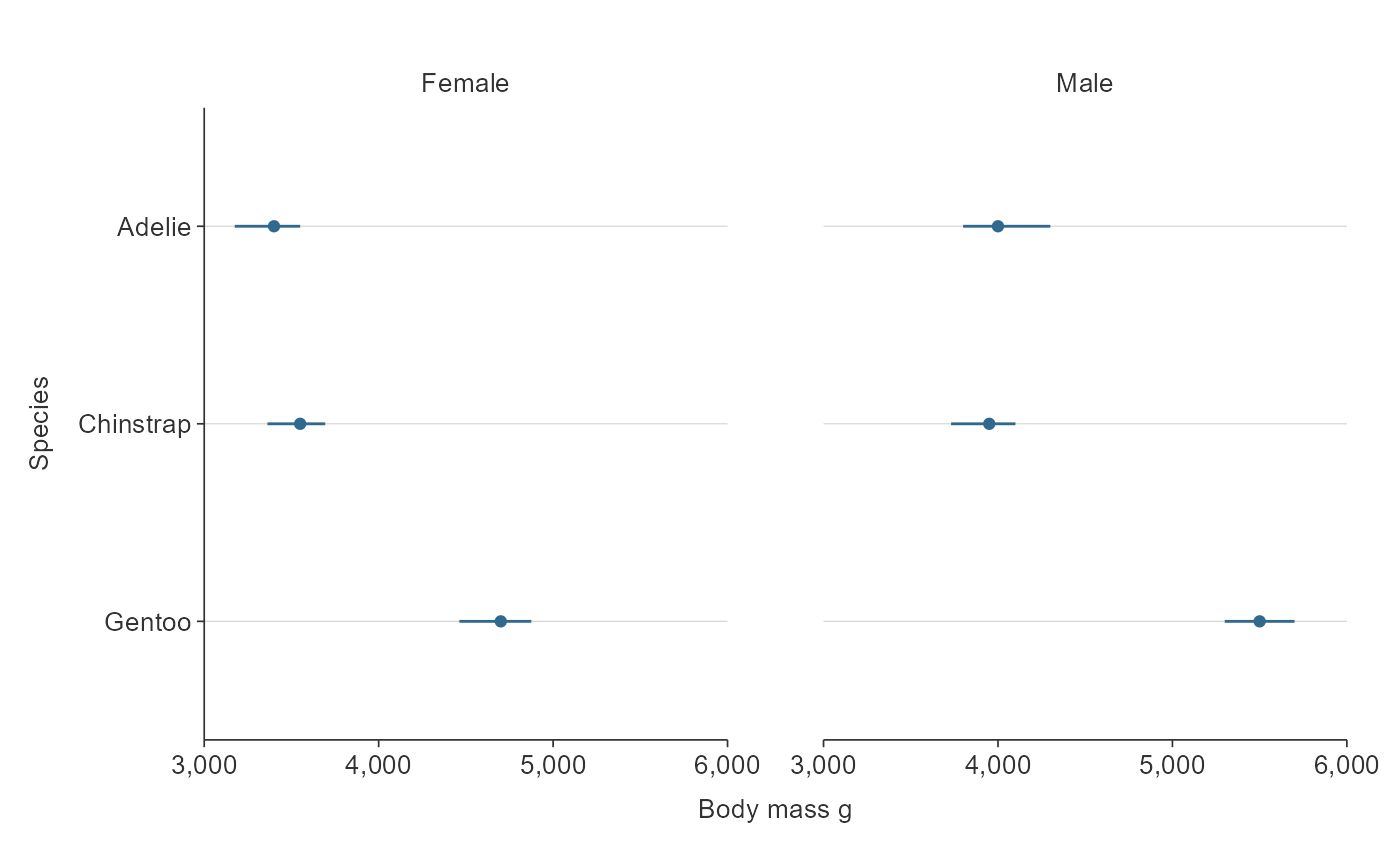 Female
Male
Adelie
Chinstrap
Gentoo
Species
3,000 4,000 5,000 6,000
3,000 4,000 5,000 6,000
Body mass g